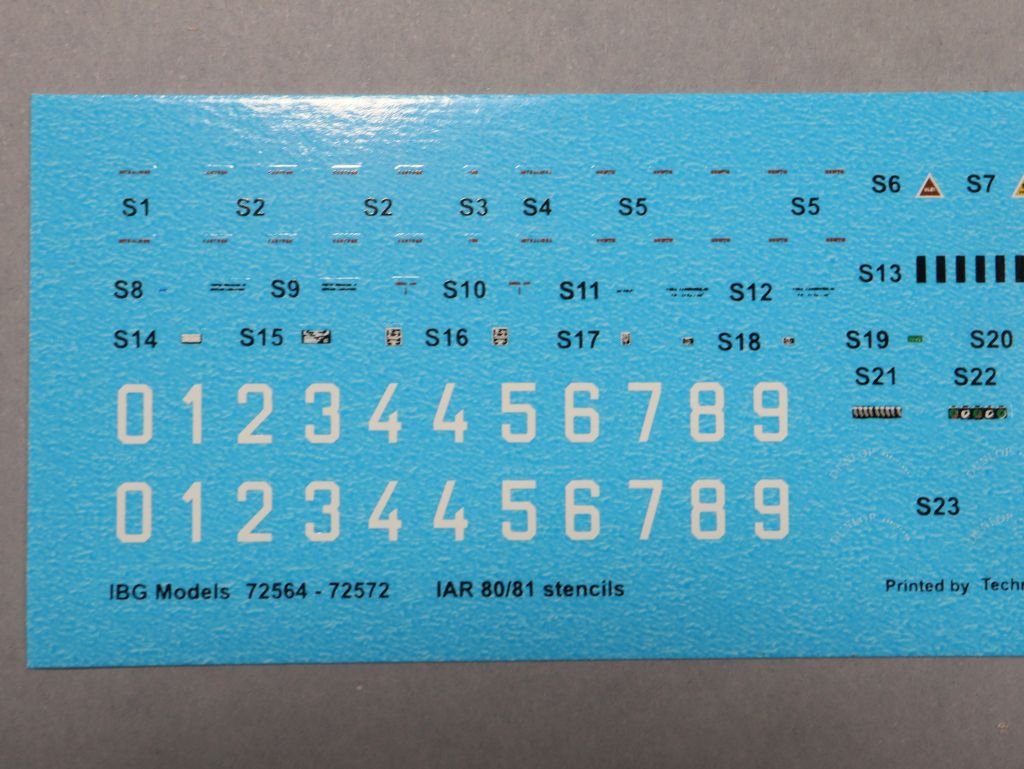 S1 S2 S2 S3 S4 S5 S5 S6 S7
S8 S9 S10 S11 S12 S13
S14 S15 S16 S17 S18 S19 S20
S21 S22
0 1 2 3 4 4 5 6 7 8 9
0 1 2 3 4 4 5 6 7 8 9
S23
IBG Models 72564 - 72572 IAR 80/81 stencils
Printed by